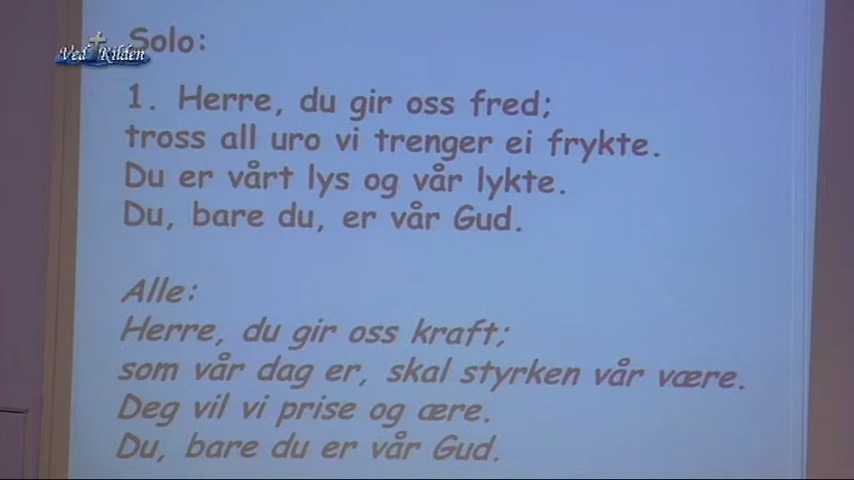 Solo:
Ved Kilden
1. Herre, du gir oss fred;
tross all uro vi trenger ei frykte.
Du er vårt lys og vår lykte.
Du, bare du, er vår Gud.
Alle:
Herre, du gir oss kraft;
som vår dag er, skal styrken vår være.
Deg vil vi prise og ære.
Du, bare du er vår Gud.